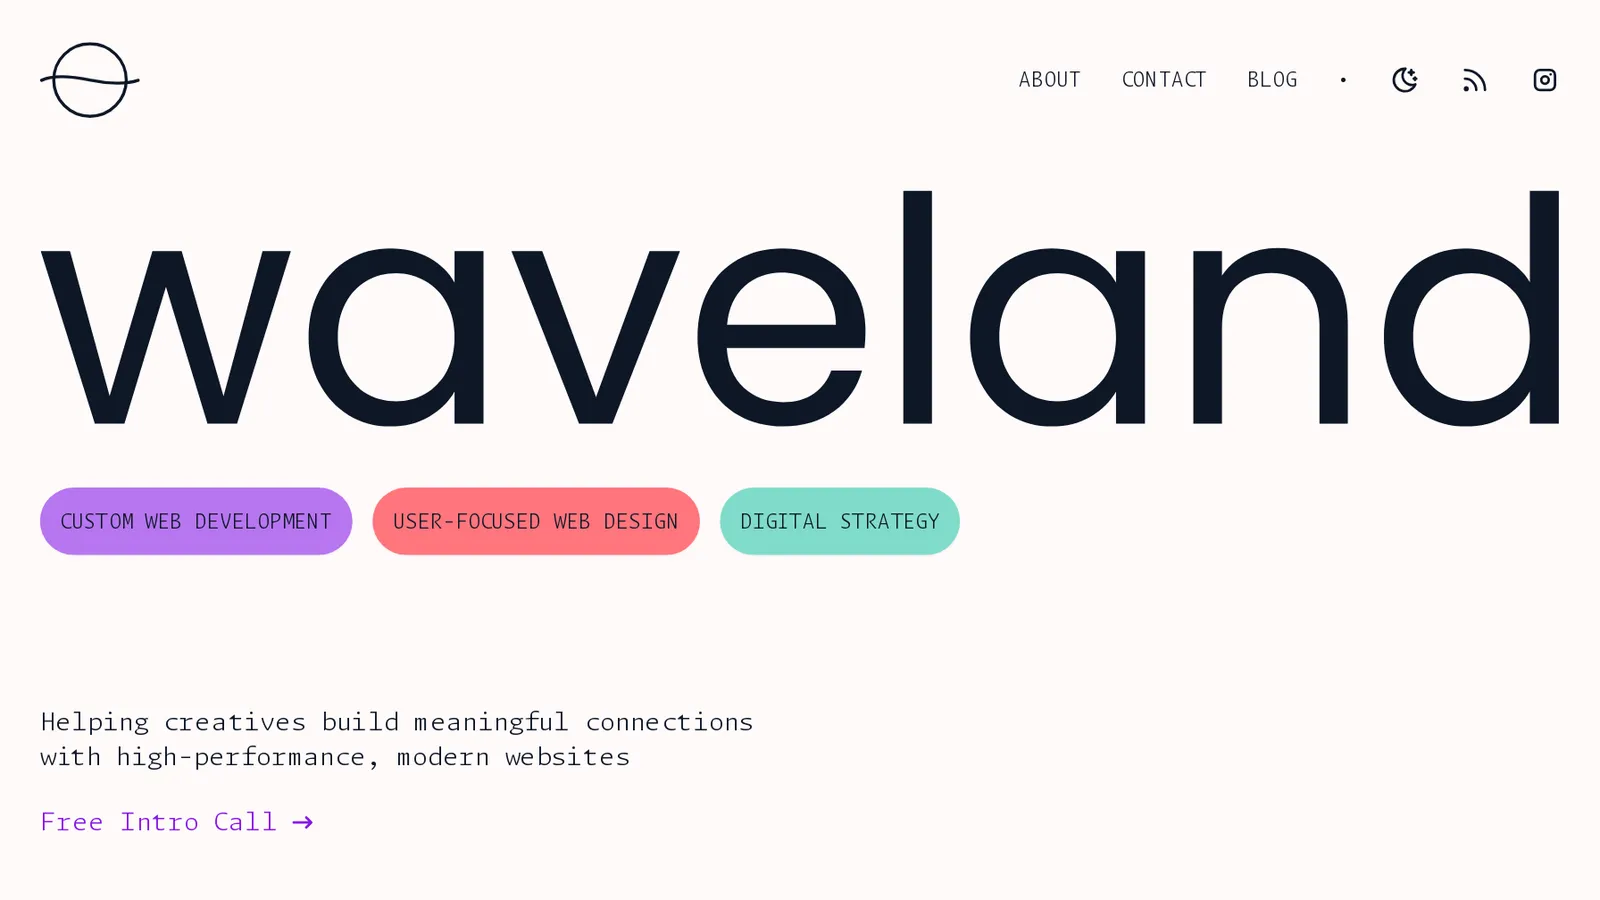 ABOUT CONTACT BLOG
waveland
CUSTOM WEB DEVELOPMENT USER-FOCUSED WEB DESIGN DIGITAL STRATEGY
Helping creatives build meaningful connections
with high-performance, modern websites
Free Intro Call →